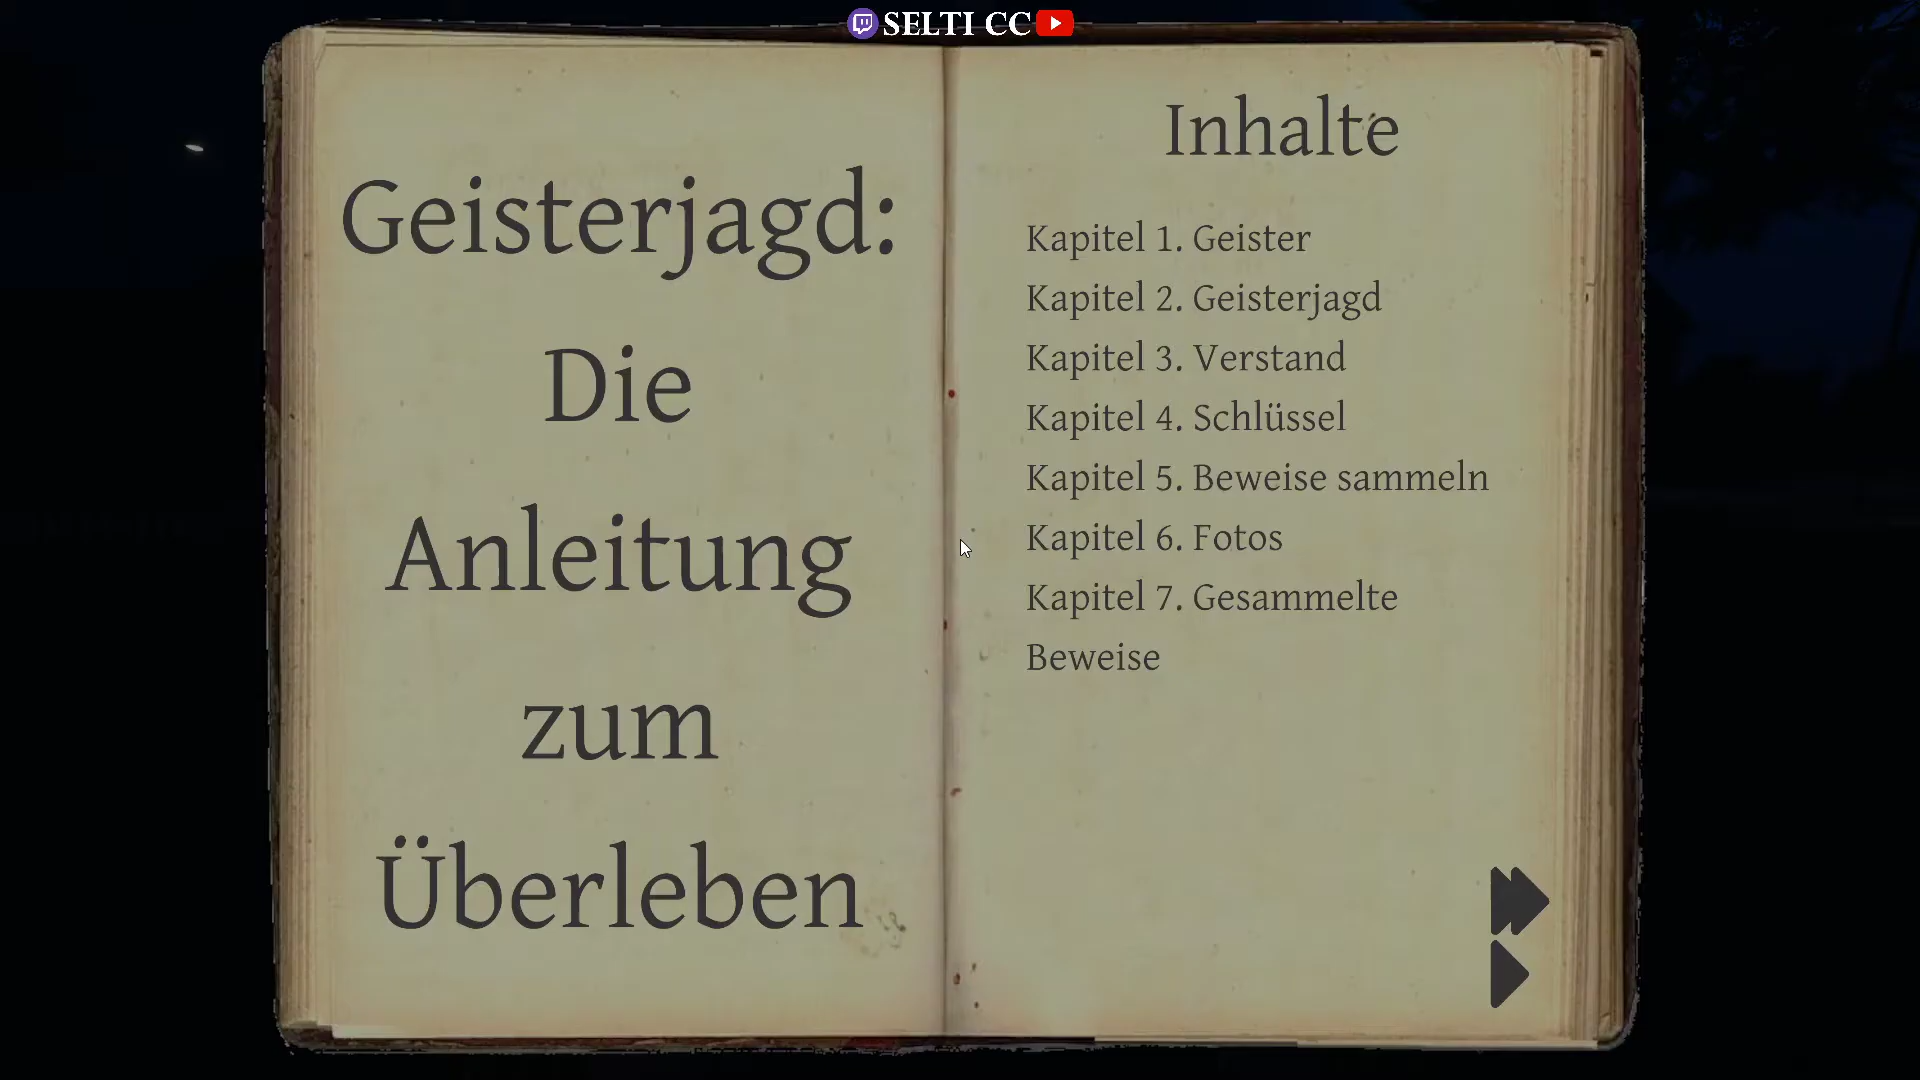 SELTI CC
Geisterjagd:
Die
Anleitung
zum
Überleben
Inhalte
Kapitel 1. Geister
Kapitel 2. Geisterjagd
Kapitel 3. Verstand
Kapitel 4. Schlüssel
Kapitel 5. Beweise sammeln
Kapitel 6. Fotos
Kapitel 7. Gesammelte
Beweise